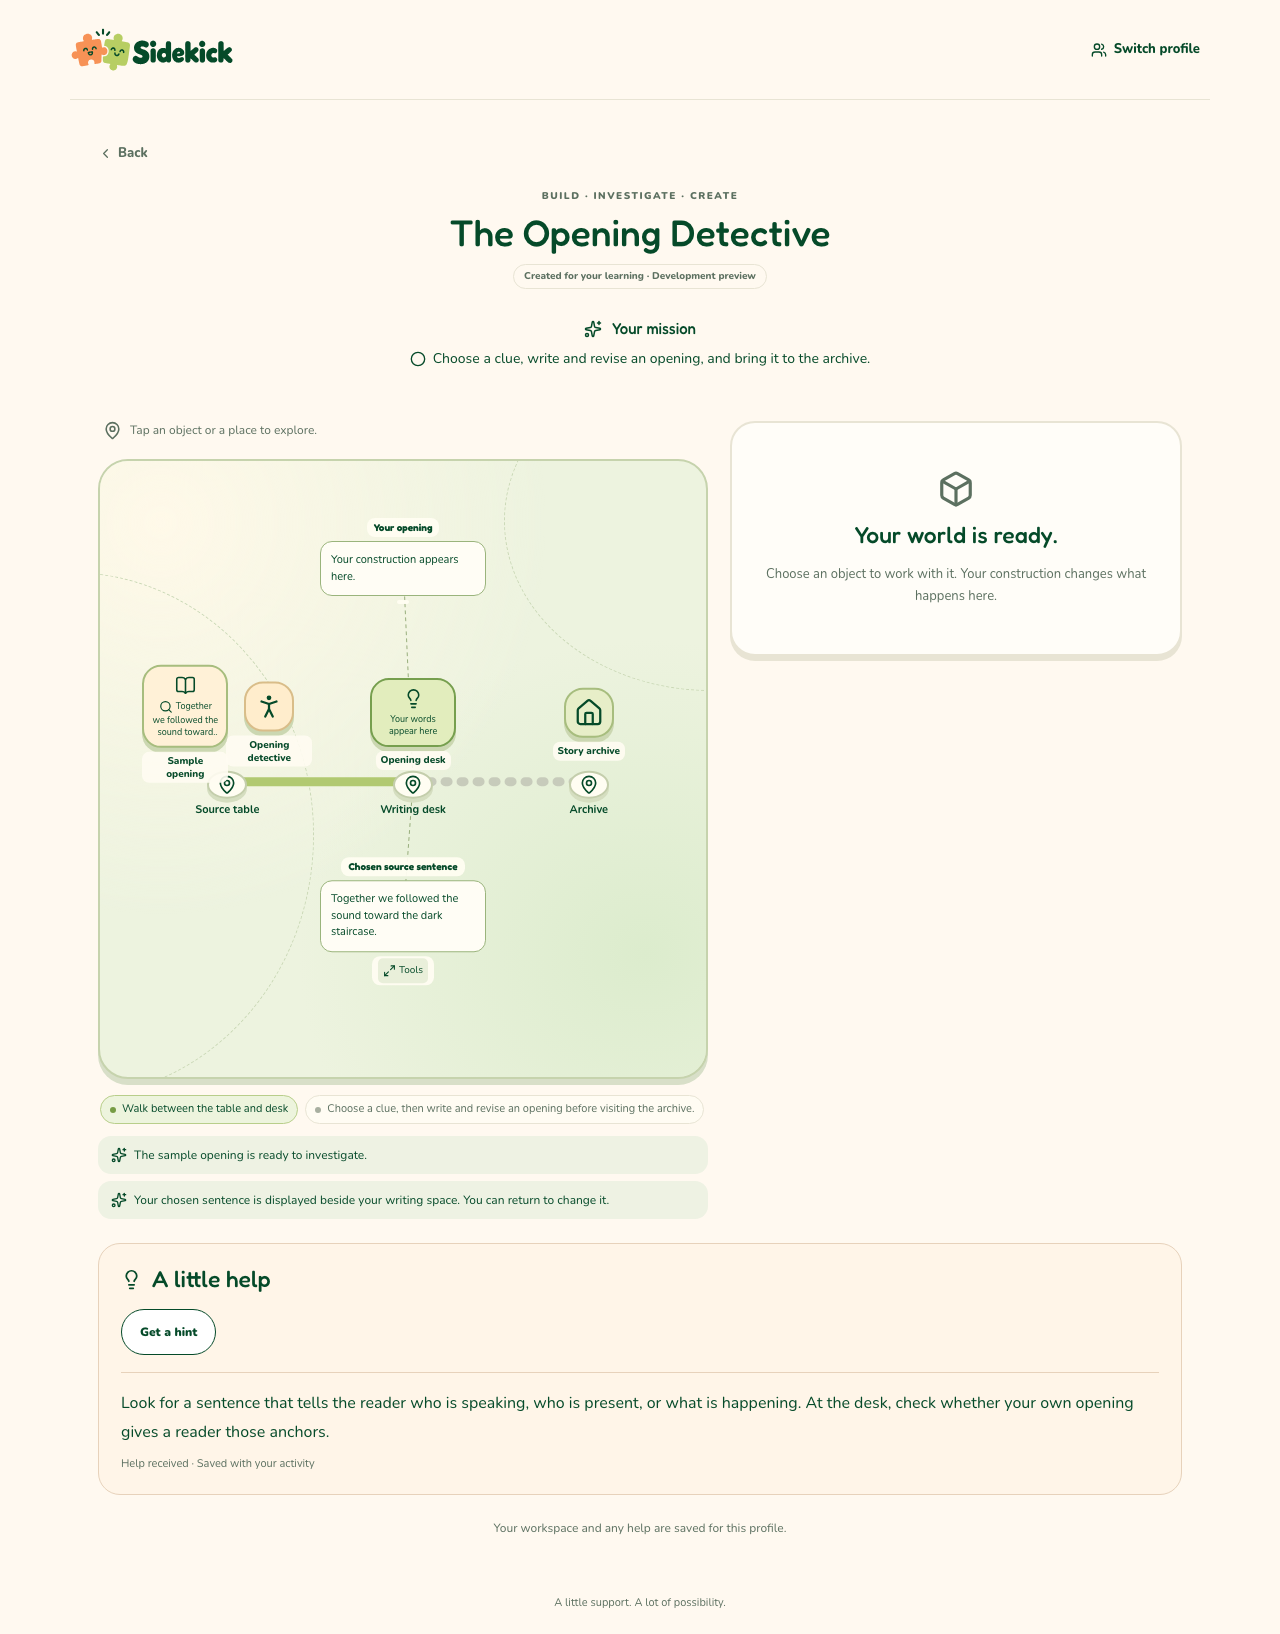 Sidekick
Switch profile
Back
BUILD · INVESTIGATE · CREATE
The Opening Detective
Created for your learning · Development preview
Your mission
Choose a clue, write and revise an opening, and bring it to the archive.
Tap an object or a place to explore.
Your opening
Your construction appears
here.
Together
we followed the
sound toward..
Sample
opening
Opening
detective
Your words
appear here
Opening desk
Story archive
Source table
Writing desk
Archive
Chosen source sentence
Together we followed the
sound toward the dark
staircase.
Tools
Your world is ready.
Choose an object to work with it. Your construction changes what
happens here.
Walk between the table and desk
Choose a clue, then write and revise an opening before visiting the archive.
The sample opening is ready to investigate.
Your chosen sentence is displayed beside your writing space. You can return to change it.
A little help
Get a hint
Look for a sentence that tells the reader who is speaking, who is present, or what is happening. At the desk, check whether your own opening
gives a reader those anchors.
Help received · Saved with your activity
Your workspace and any help are saved for this profile.
A little support. A lot of possibility.